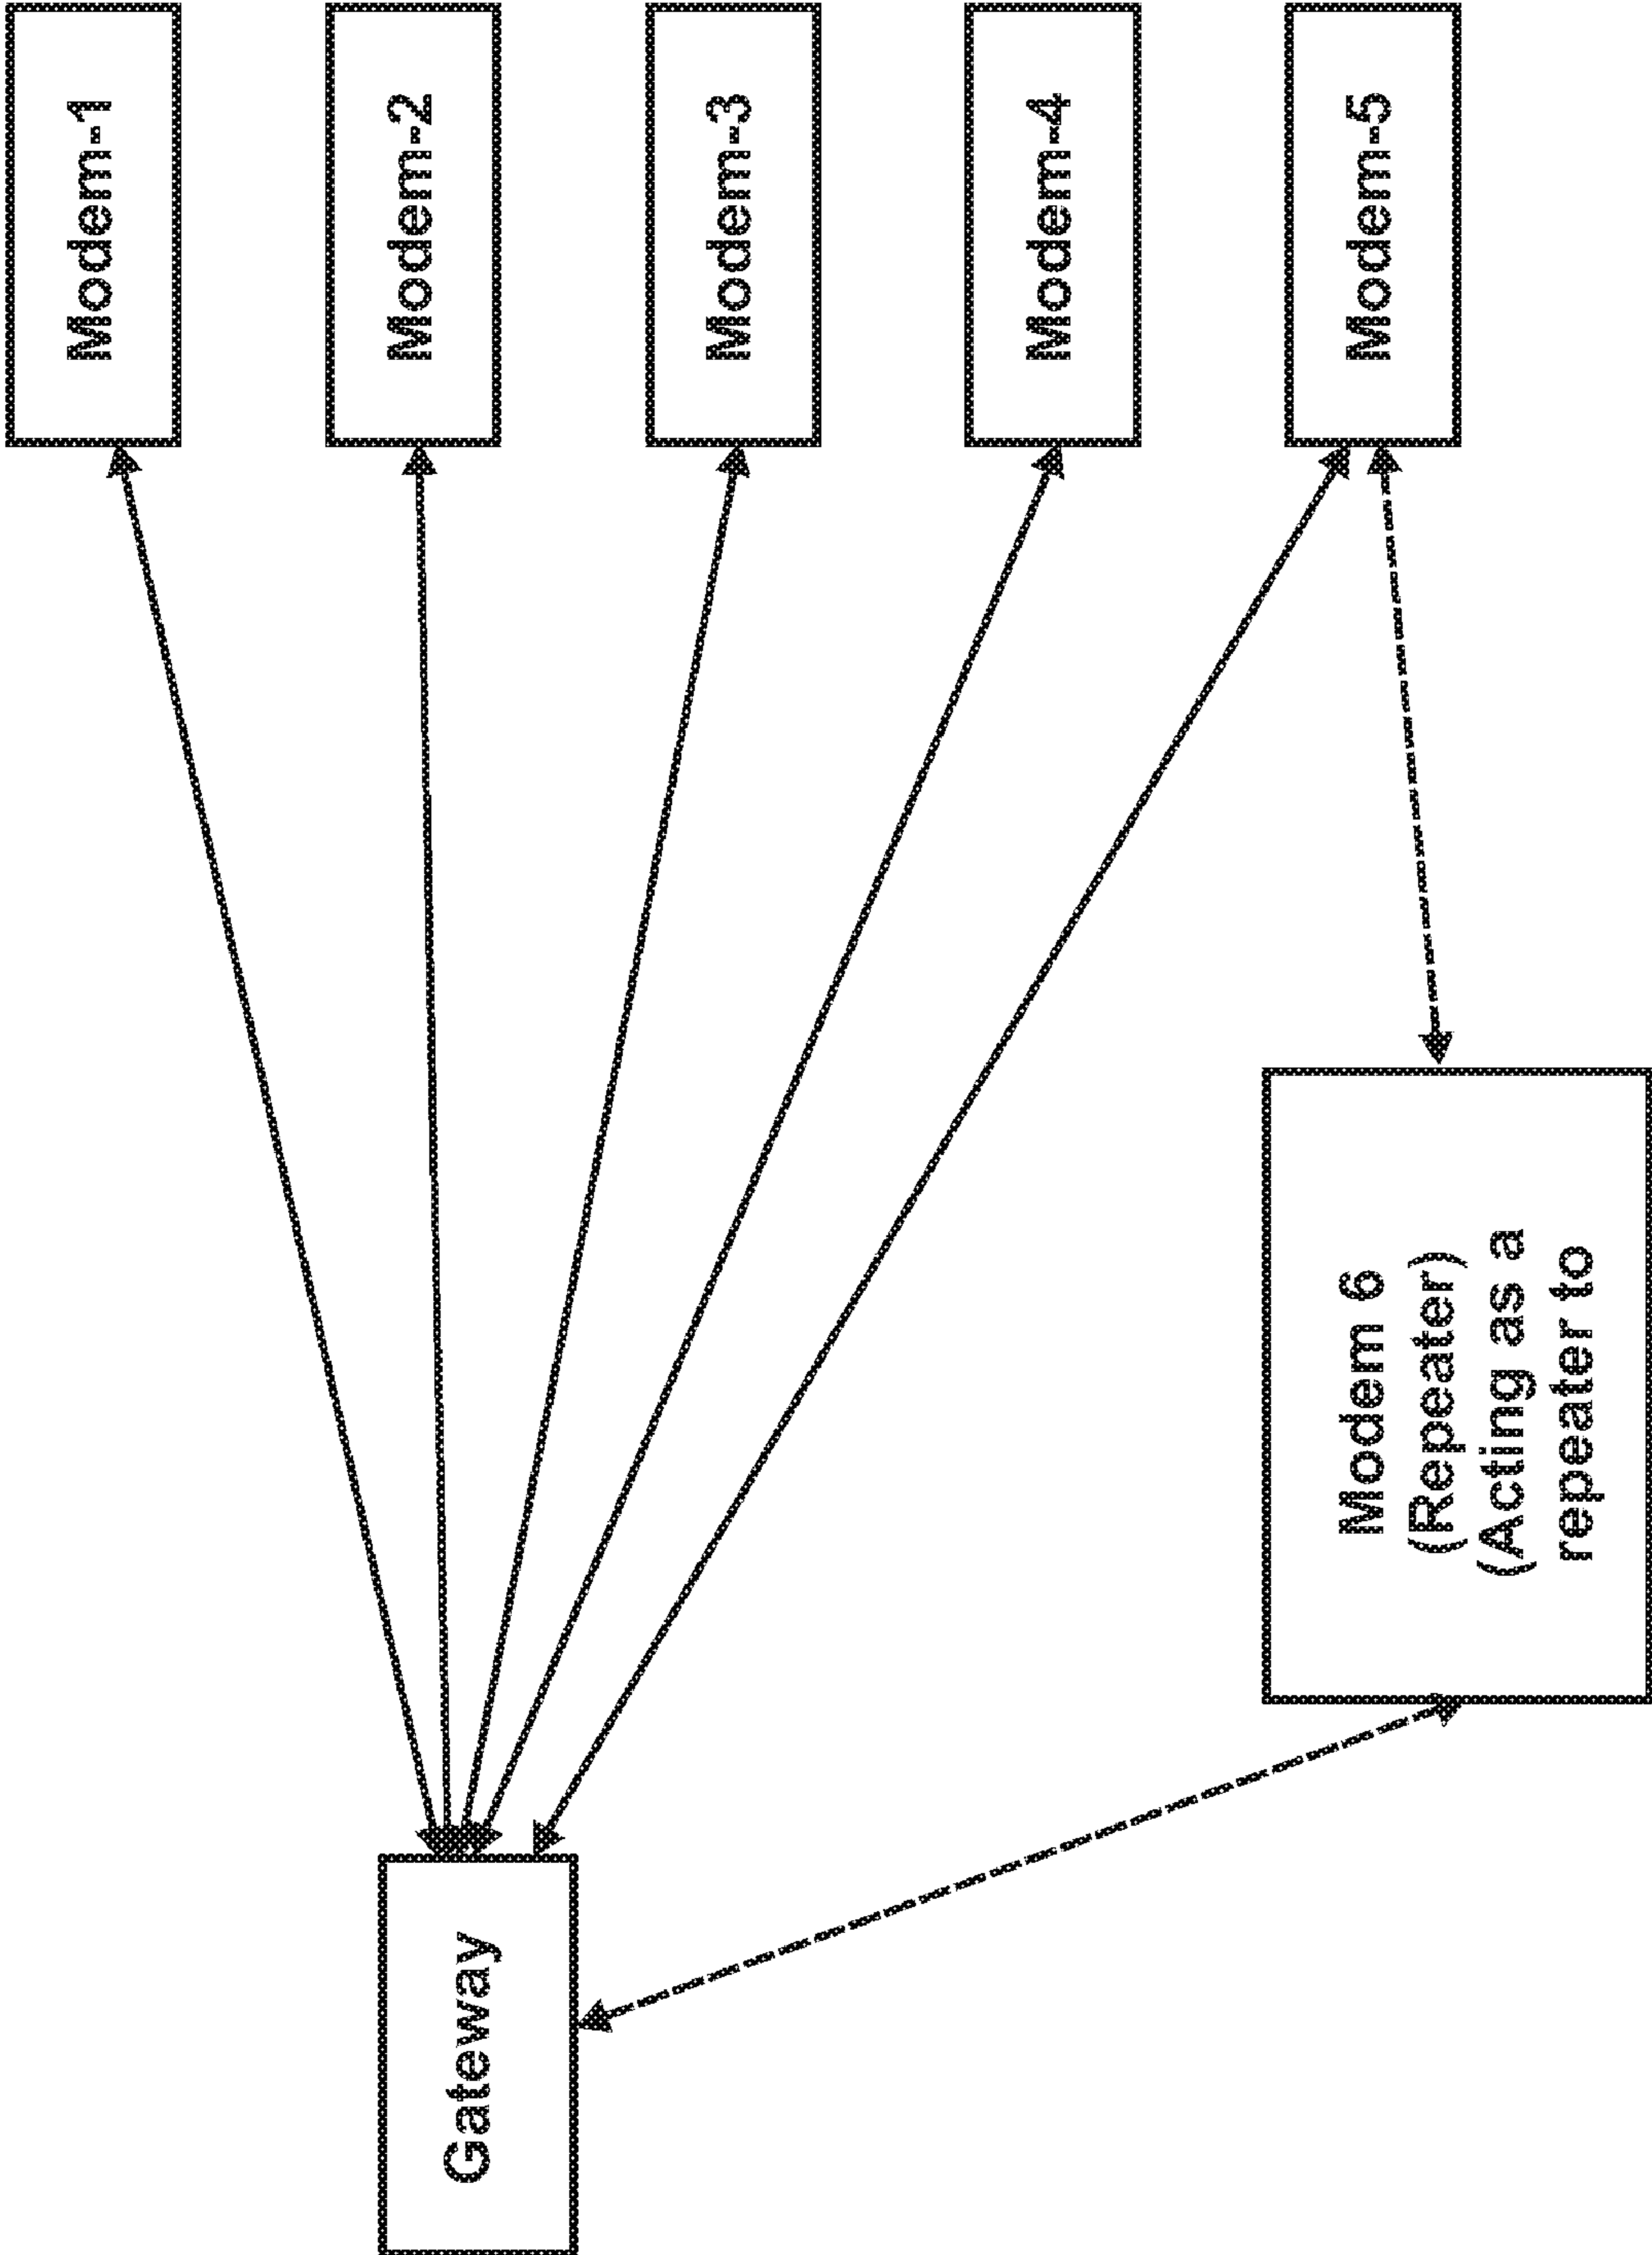 Modem-1
Modem-2
Modem-3
Modem-4
Modem-5
Gateway
Modem 6
(Repeater)
(Acting as a
repeater to